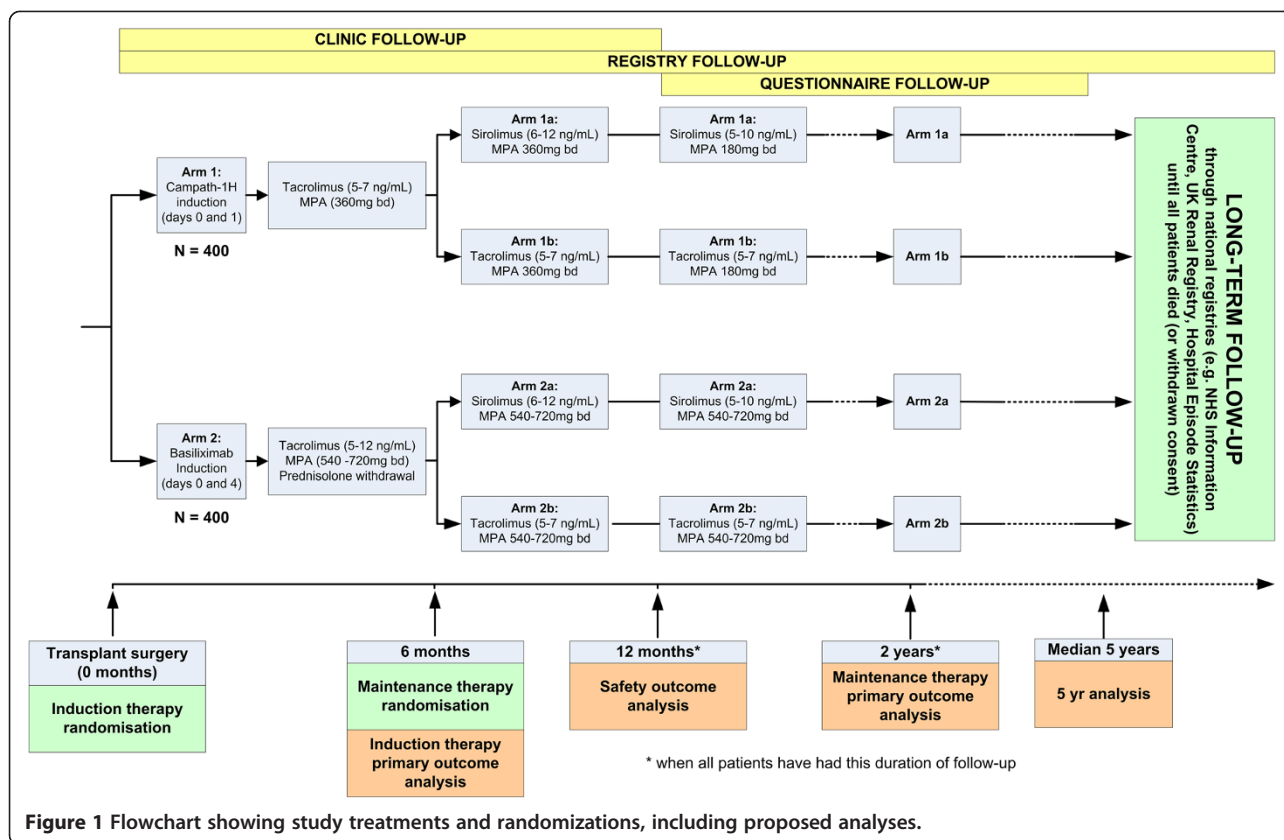 CLINIC FOLLOW-UP
REGISTRY FOLLOW-UP
QUESTIONNAIRE FOLLOW-UP
Arm 1:
Campath-1H
induction
(days 0 and 1)
N = 400
Tacrolimus (5-7 ng/mL)
MPA (360mg bd)
Arm 1a:
Sirolimus (6-12 ng/mL)
MPA 360mg bd
Arm 1a:
Sirolimus (5-10 ng/mL)
MPA 180mg bd
Arm 1a
Arm 1b:
Tacrolimus (5-7 ng/mL)
MPA 360mg bd
Arm 1b:
Tacrolimus (5-7 ng/mL)
MPA 180mg bd
Arm 1b
Arm 2:
Basiliximab
Induction
(days 0 and 4)
N = 400
Tacrolimus (5-12 ng/mL)
MPA (540 -720mg bd)
Prednisolone withdrawal
Arm 2a:
Sirolimus (6-12 ng/mL)
MPA 540-720mg bd
Arm 2a:
Sirolimus (5-10 ng/mL)
MPA 540-720mg bd
Arm 2a
Arm 2b:
Tacrolimus (5-7 ng/mL)
MPA 540-720mg bd
Arm 2b:
Tacrolimus (5-7 ng/mL)
MPA 540-720mg bd
Arm 2b
LONG-TERM FOLLOW-UP
through national registries (e.g. NHS Information
Centre, UK Renal Registry, Hospital Episode Statistics)
until all patients died (or withdrawn consent)
Transplant surgery
(0 months)
Induction therapy
randomisation
6 months
Maintenance therapy
randomisation
Induction therapy
primary outcome
analysis
12 months*
Safety outcome
analysis
2 years*
Maintenance therapy
primary outcome
analysis
Median 5 years
5 yr analysis
* when all patients have had this duration of follow-up
Figure 1 Flowchart showing study treatments and randomizations, including proposed analyses.